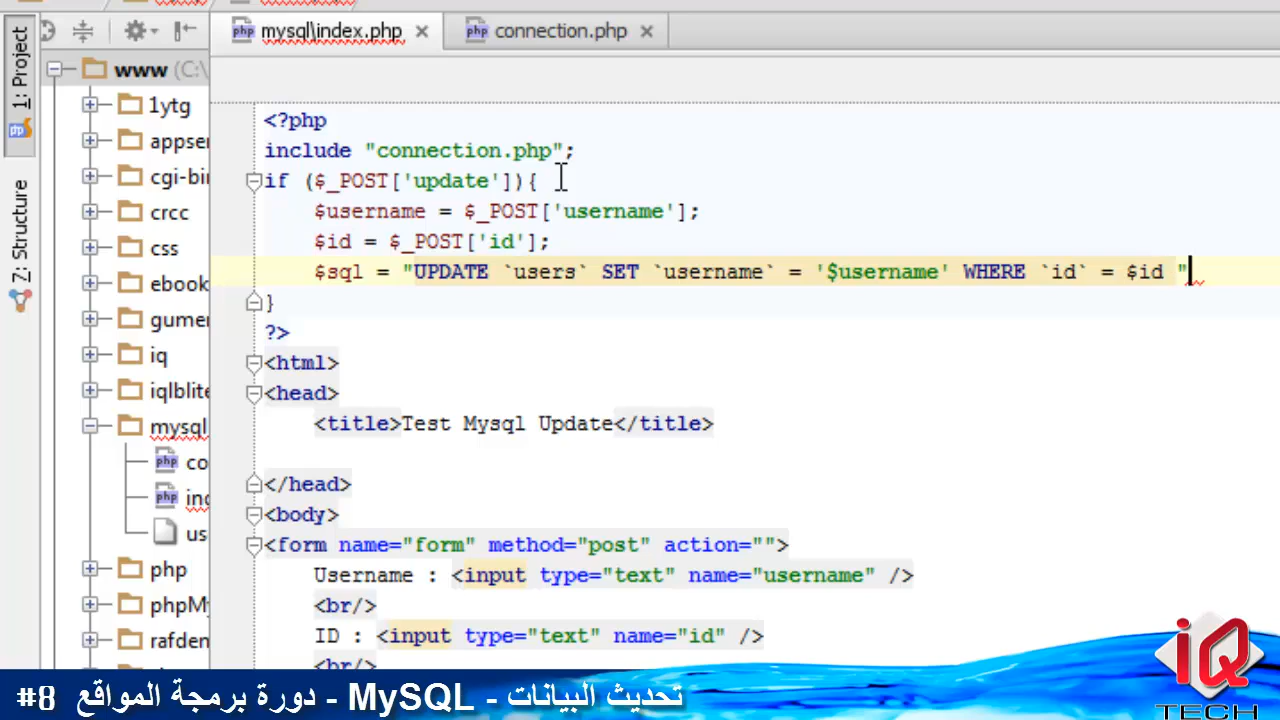 mysql\index.php
connection.php
1: Project
7: Structure
www (C:\
1ytg
appser
cgi-bin
crcc
css
ebook
gumer
iq
iqlblite
mysql
co
ind
us
php
phpMy
rafden
<?php
include "connection.php";
if ($_POST['update']){
$username = $_POST['username'];
$id = $_POST['id'];
$sql = "UPDATE `users` SET `username` = '$username' WHERE `id` = $id "
}
?>
<html>
<head>
<title>Test Mysql Update</title>
</head>
<body>
<form name="form" method="post" action="">
Username : <input type="text" name="username" />
<br/>
ID : <input type="text" name="id" />
<br/>
iQ
TECH
#8 دورة برمجة المواقع - MySQL - تحديث البيانات